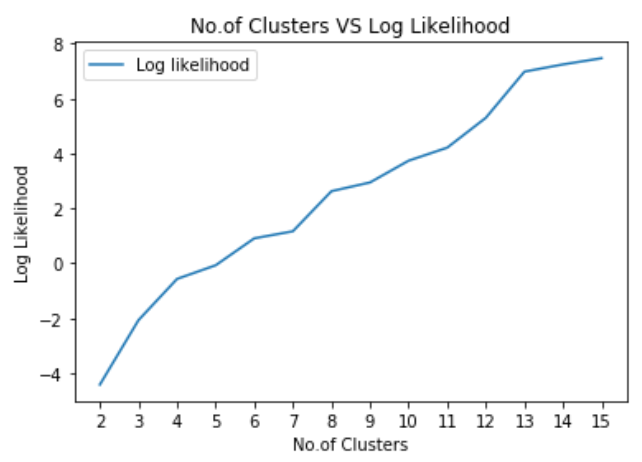 No.of Clusters VS Log Likelihood
Log likelihood
8
6
4
2
0
−2
−4
Log Likelihood
2 3 4 5 6 7 8 9 10 11 12 13 14 15
No.of Clusters